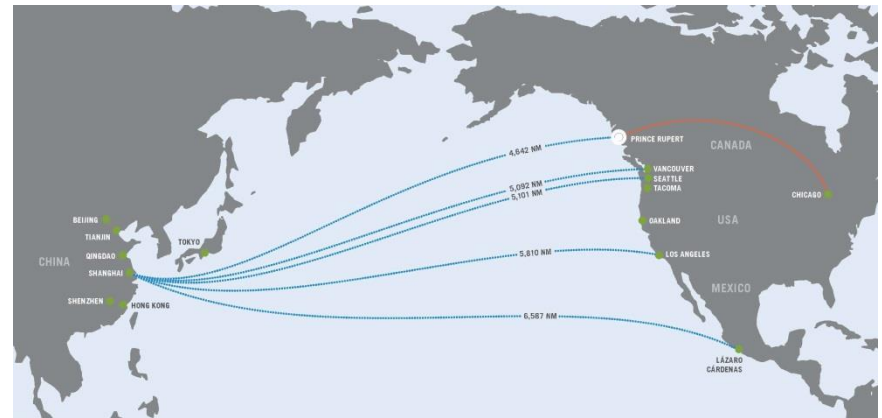 4,642 NM
PRINCE RUPERT
CANADA
5,092 NM
5,101 NM
VANCOUVER
SEATTLE
TACOMA
CHICAGO
BEIJING
TIANJIN
TOKYO
OAKLAND
USA
QINGDAO
CHINA
SHANGHAI
5,810 NM
LOS ANGELES
MEXICO
SHENZHEN
HONG KONG
6,587 NM
LÁZARO
CÁRDENAS